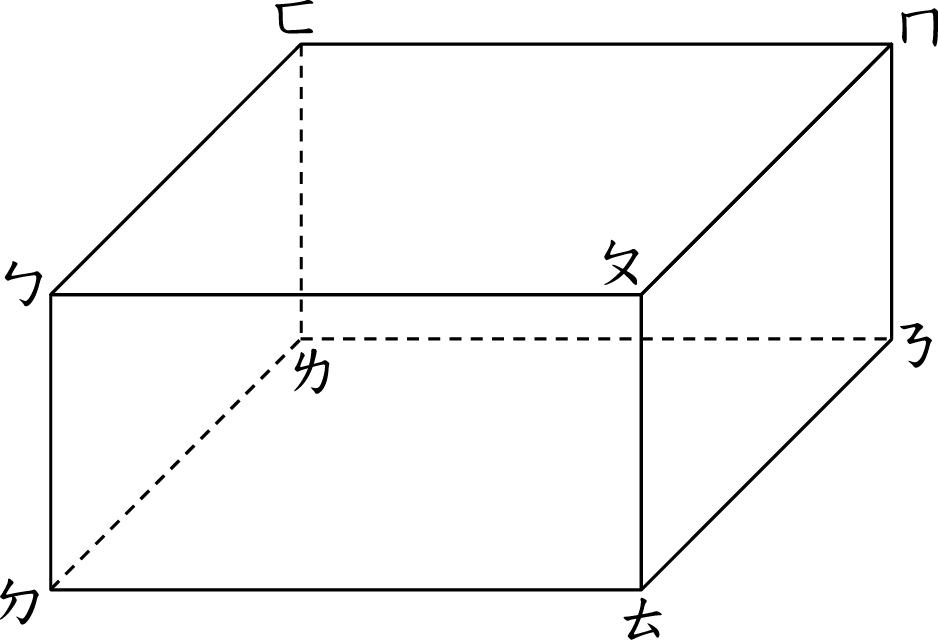 ㄈ
ㄇ
ㄅ
ㄆ
ㄌ
ㄋ
ㄉ
ㄊ